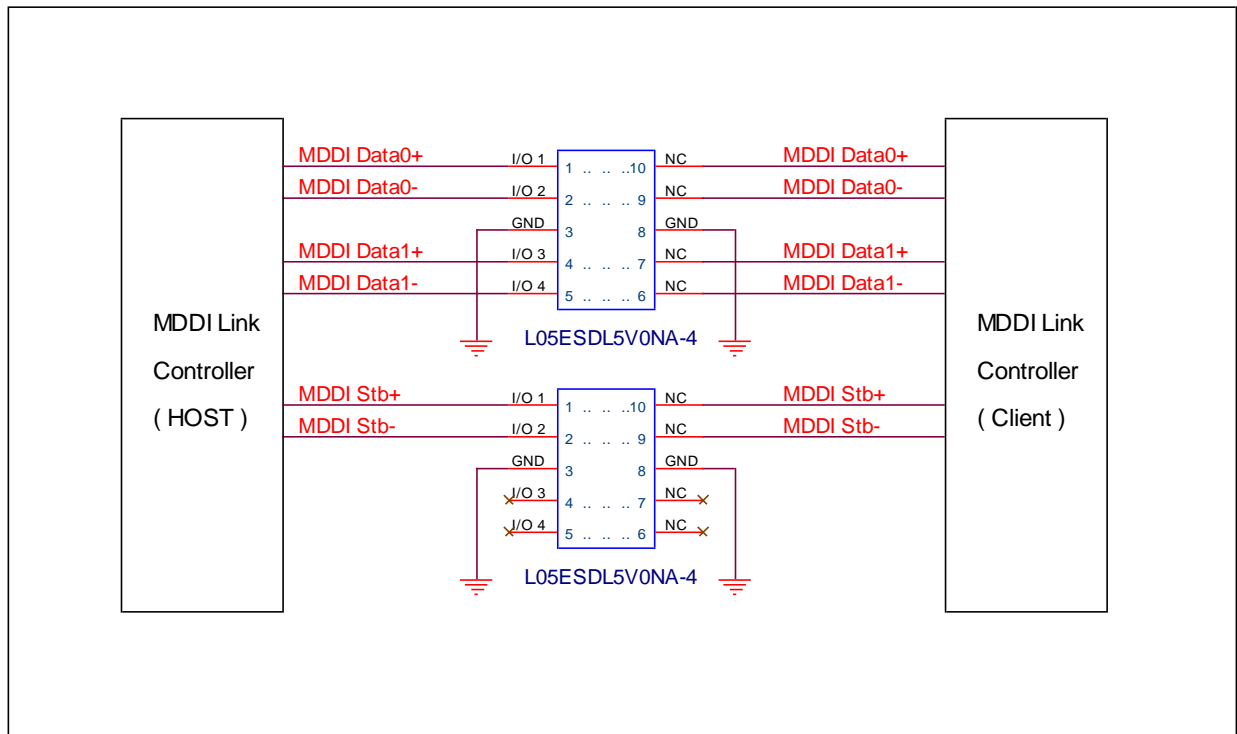 MDDI Data0+ I/O 1 1 .. .. ..10 NC MDDI Data0+
MDDI Data0- I/O 2 2 .. .. .. 9 NC MDDI Data0-
GND 3 8 GND
MDDI Data1+ I/O 3 4 .. .. .. 7 NC MDDI Data1+
MDDI Data1- I/O 4 5 .. .. .. 6 NC MDDI Data1-
L05ESDL5V0NA-4
MDDI Link
Controller
( HOST )
MDDI Link
Controller
( Client )
MDDI Stb+ I/O 1 1 .. .. ..10 NC MDDI Stb+
MDDI Stb- I/O 2 2 .. .. .. 9 NC MDDI Stb-
GND 3 8 GND
I/O 3 4 .. .. .. 7 NC
I/O 4 5 .. .. .. 6 NC
L05ESDL5V0NA-4